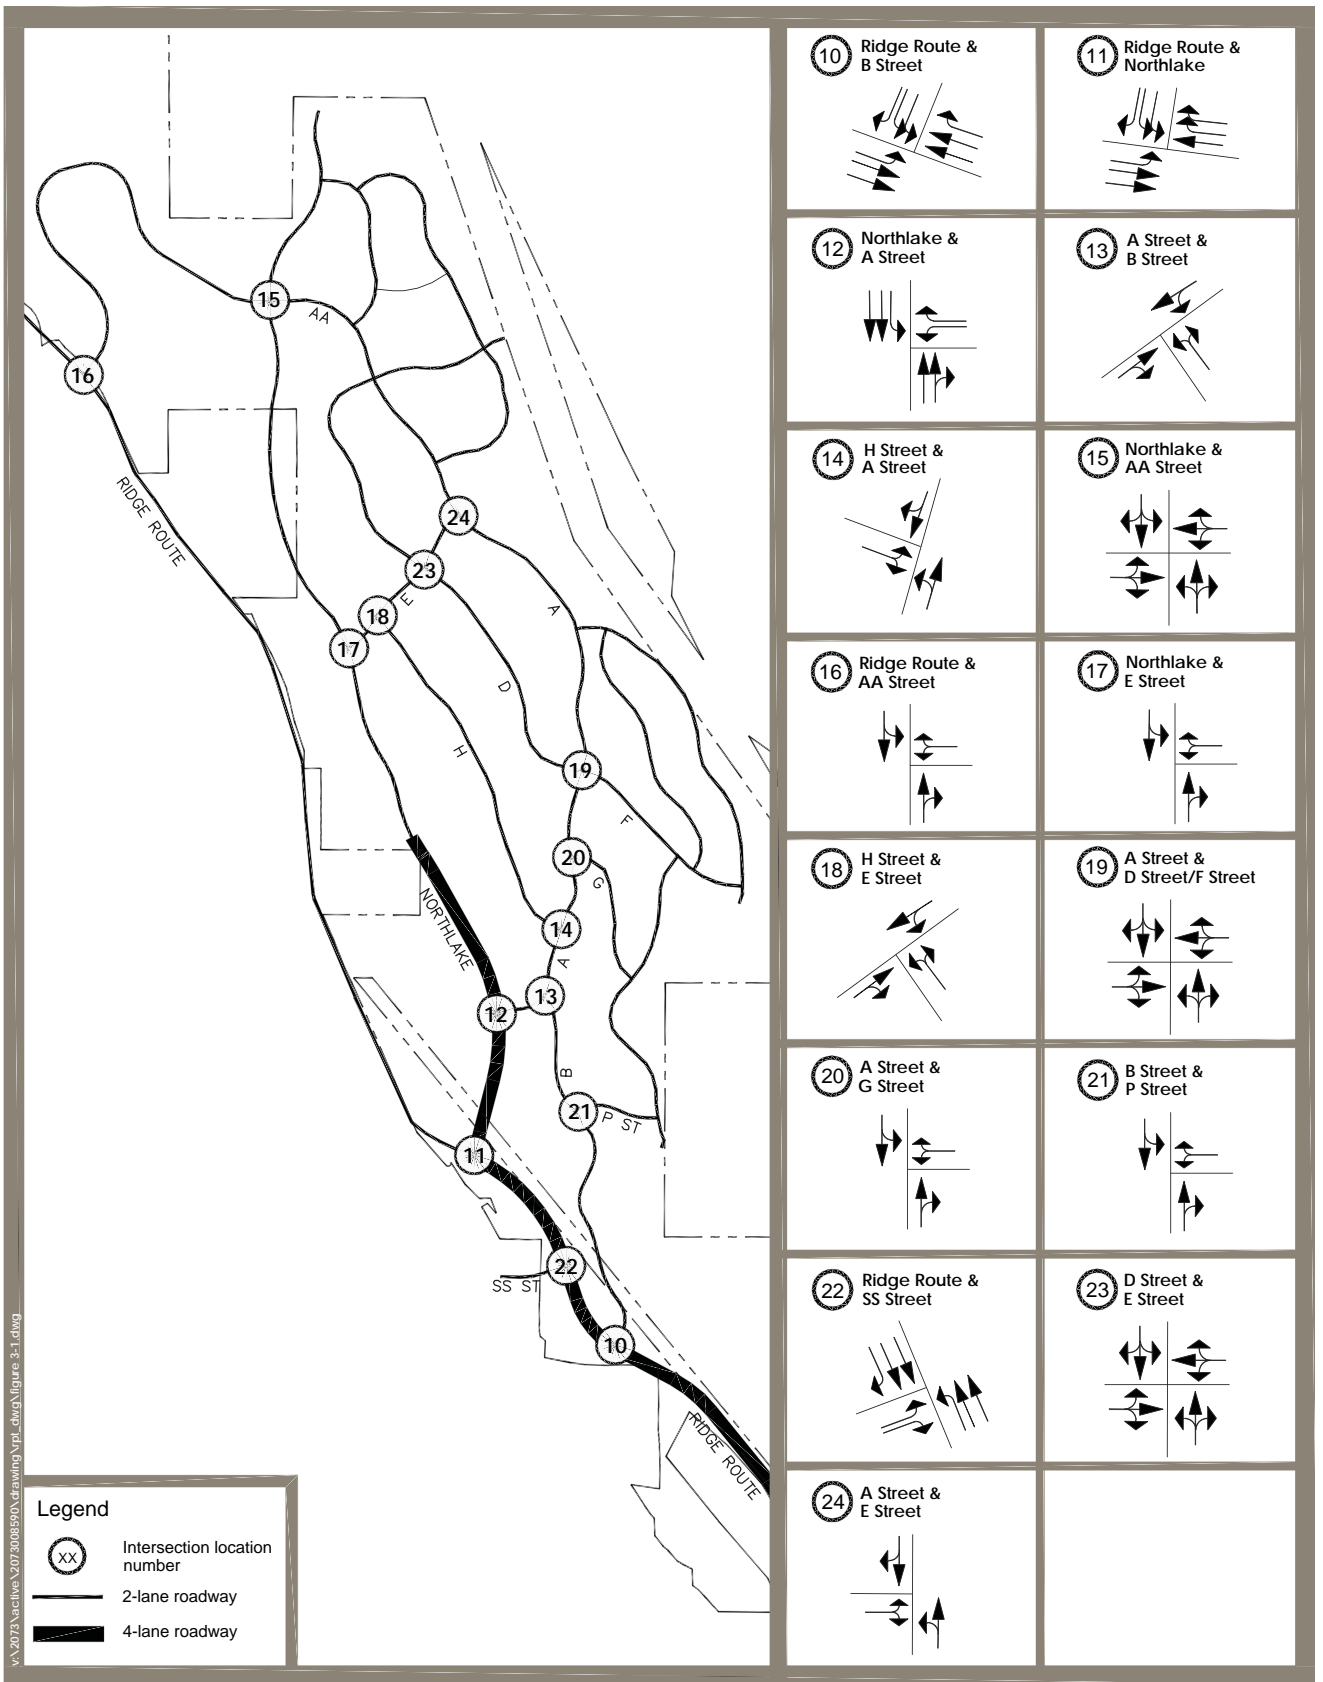 15
AA
16
RIDGE ROUTE
24
23
E
18
17
A
D
H
19
F
20
G
NORTHLAKE
14
A
13
12
B
21
P ST
11
22
SS ST
10
RIDGE ROUTE
v:\2073\active\2073008590\drawing\rpt_dwg\figure 3-1.dwg
Legend
XX
Intersection location
number
2-lane roadway
4-lane roadway
10
Ridge Route &
B Street
11
Ridge Route &
Northlake
12
Northlake &
A Street
13
A Street &
B Street
14
H Street &
A Street
15
Northlake &
AA Street
16
Ridge Route &
AA Street
17
Northlake &
E Street
18
H Street &
E Street
19
A Street &
D Street/F Street
20
A Street &
G Street
21
B Street &
P Street
22
Ridge Route &
SS Street
23
D Street &
E Street
24
A Street &
E Street